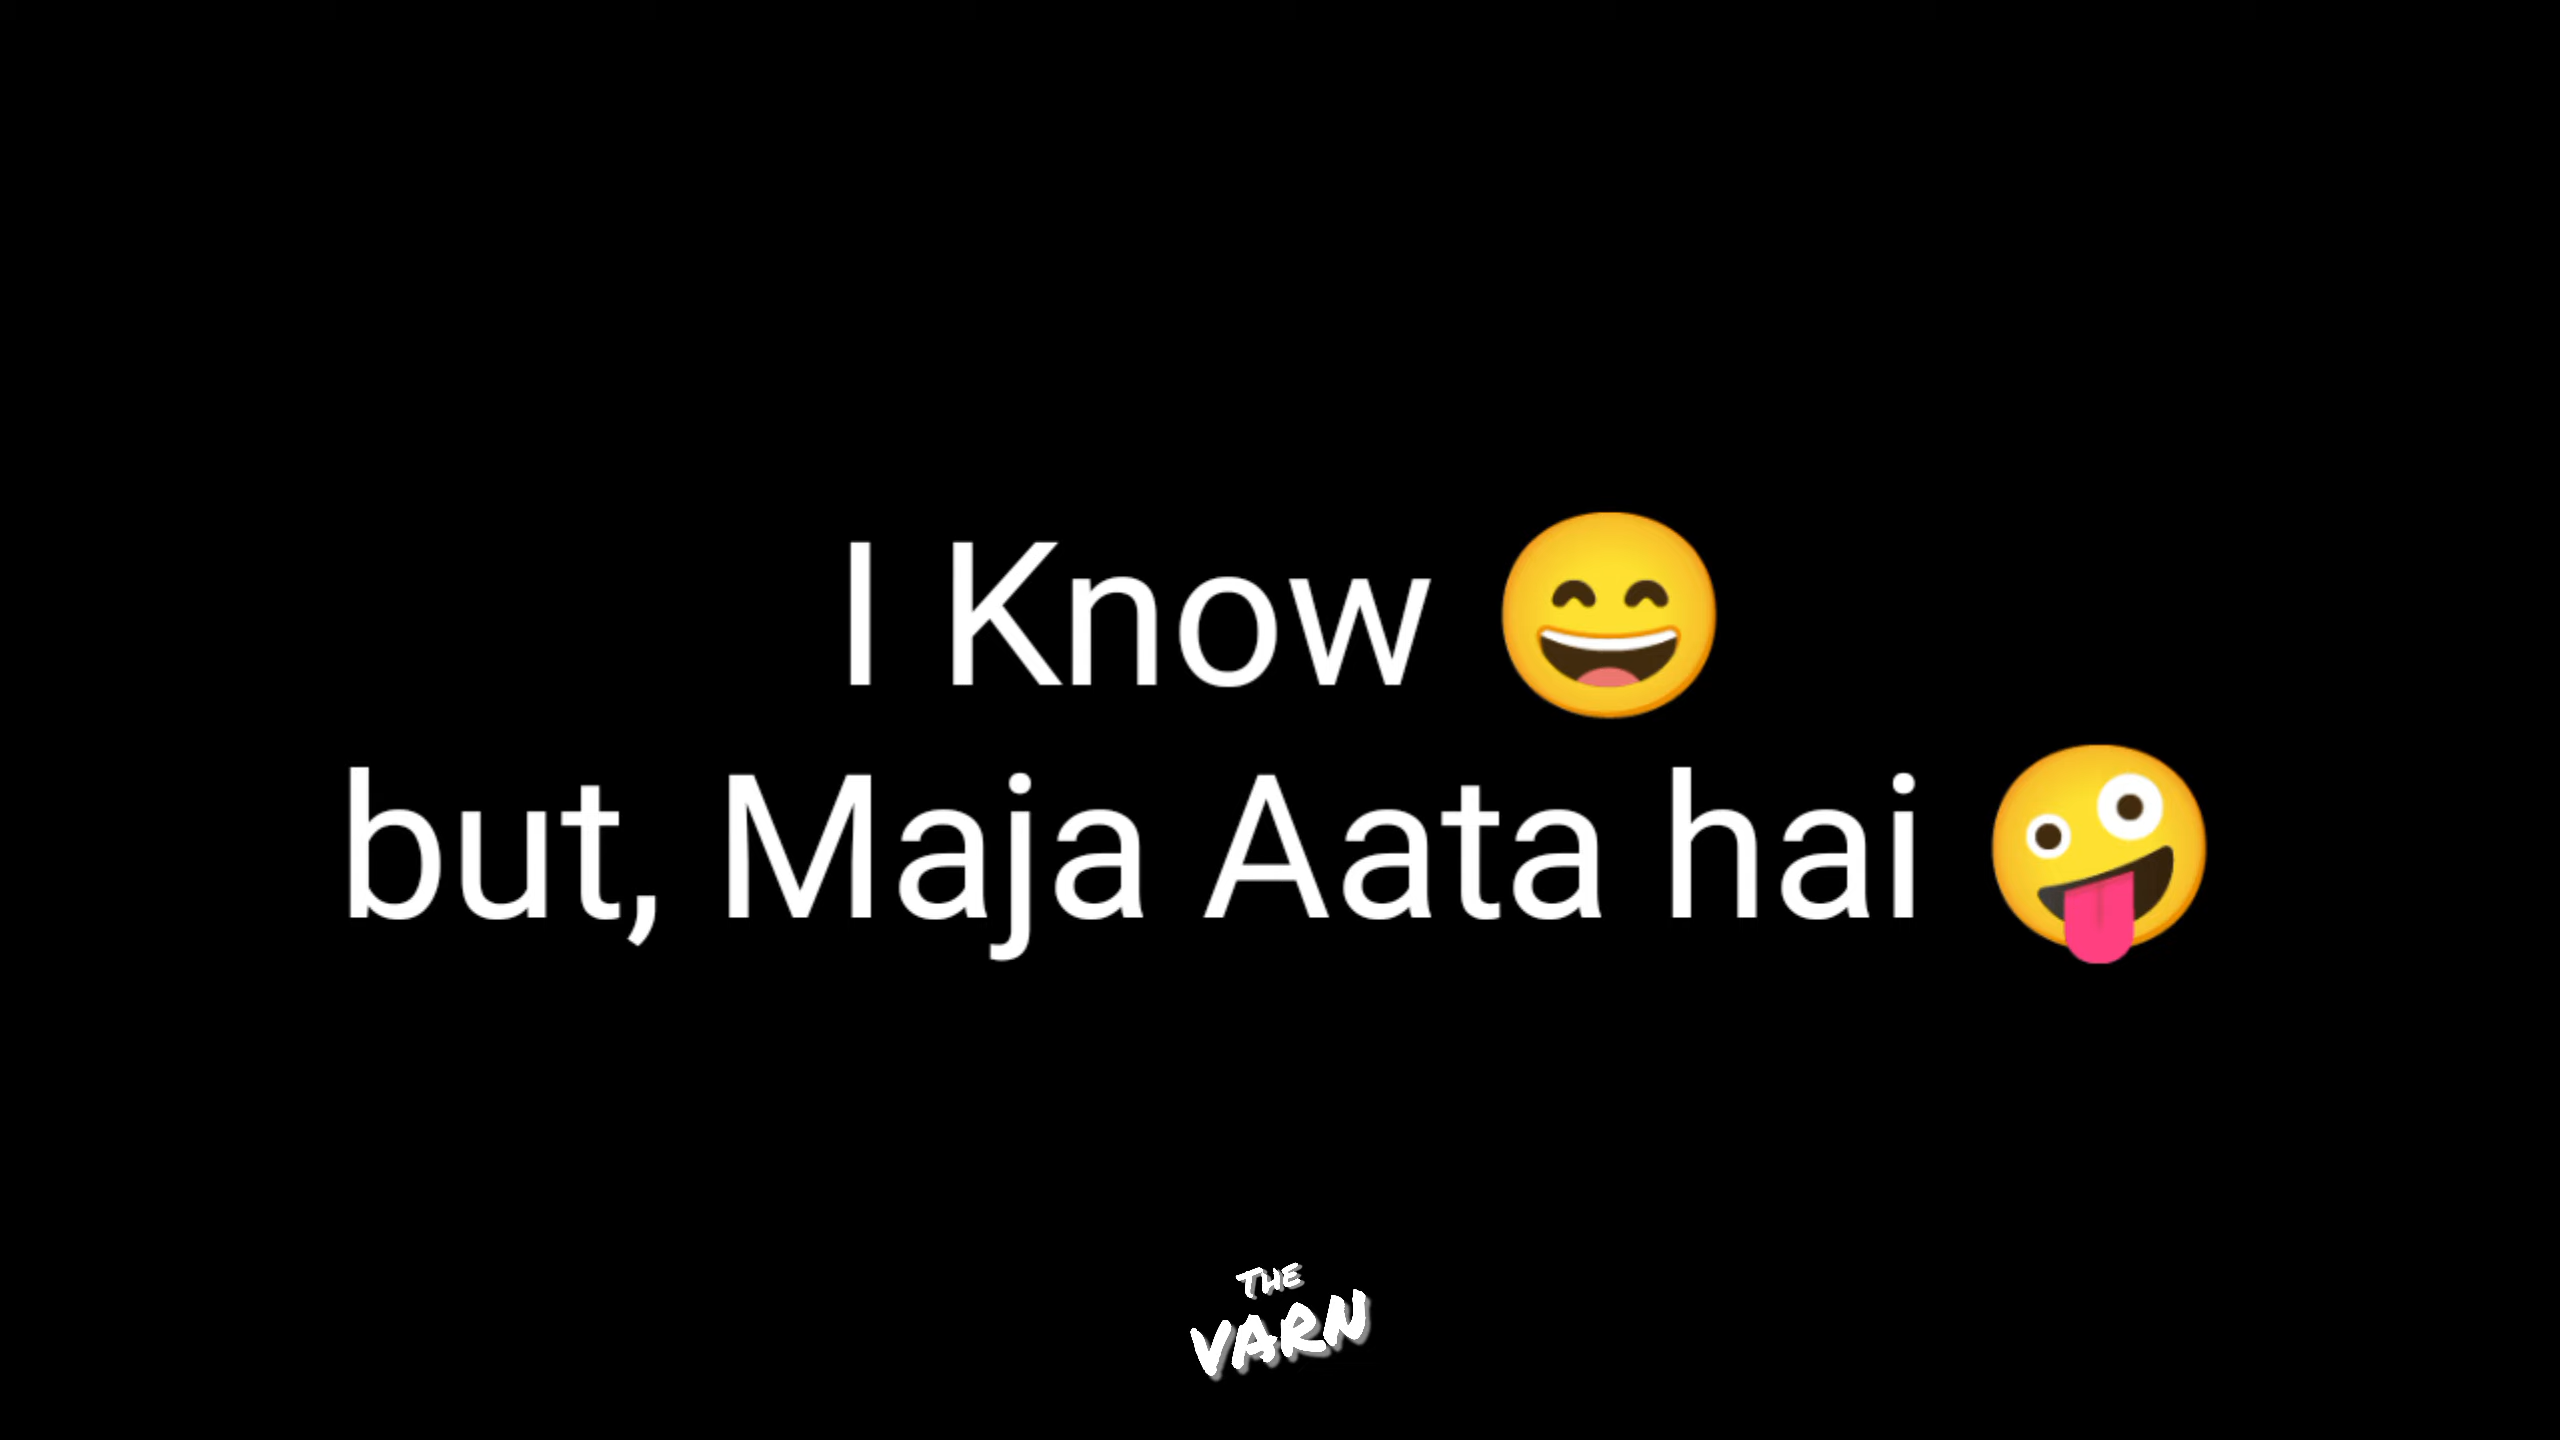 I Know 😄
but, Maja Aata hai 🤪
THE
VARN